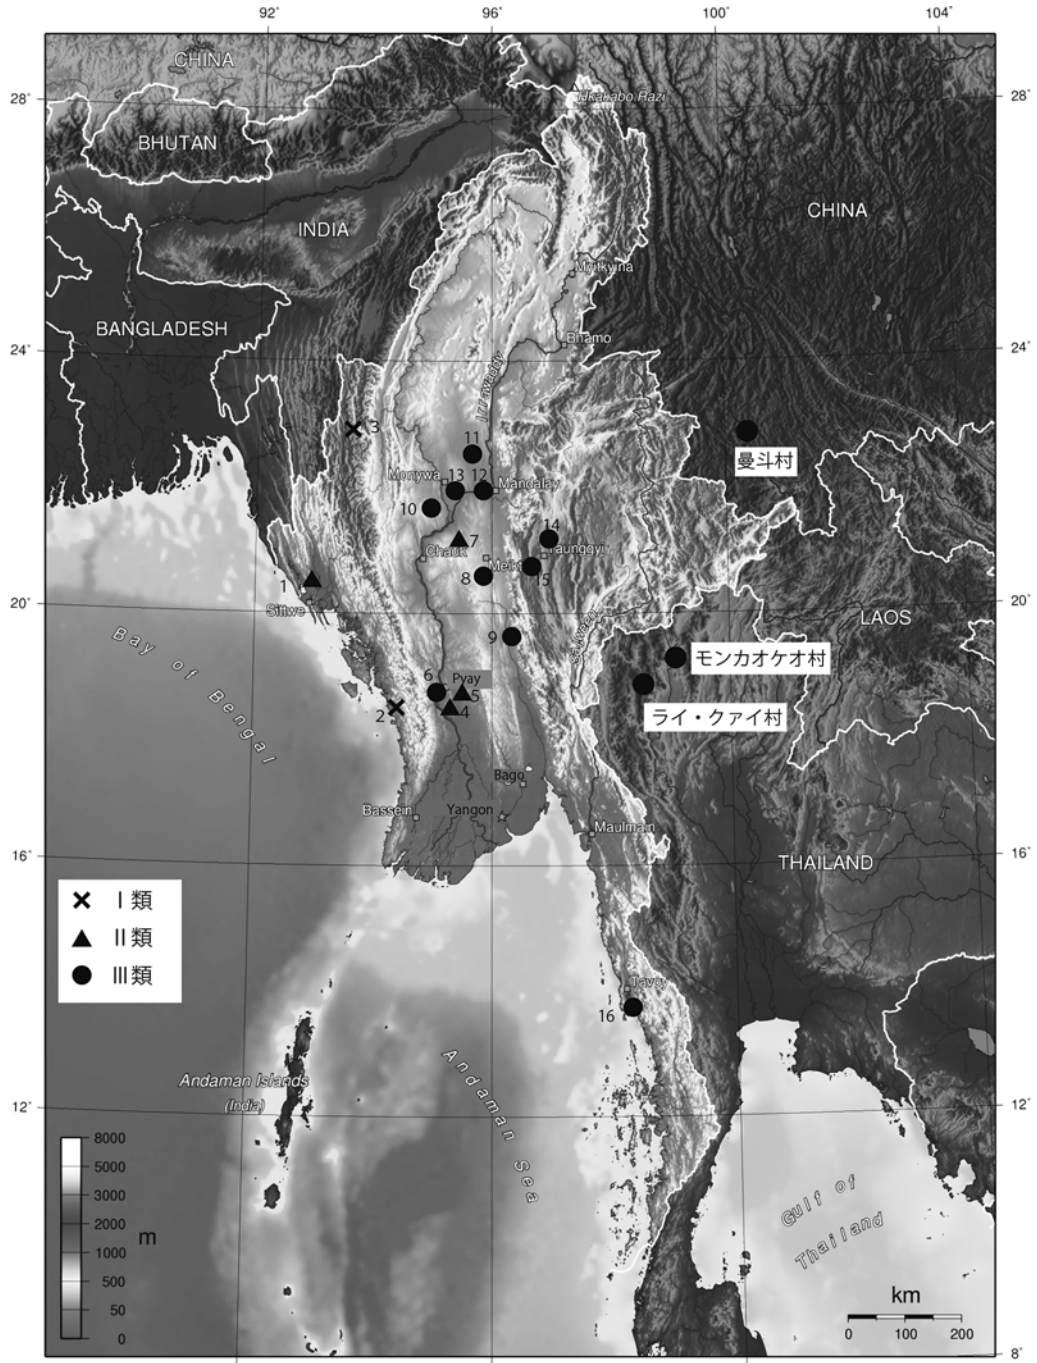 92°
96°
100°
104°
CHINA
Hkakabo Razi
28°
28°
BHUTAN
CHINA
INDIA
Myitkyina
BANGLADESH
Bhamo
24°
24°
Irrawaddy
3
11
曼斗村
Monywa
13
12
Mandalay
10
14
7
Chauk
Taunggyi
Meik
8
15
1
20°
20°
Sittwe
LAOS
9
Salween
モンカオケオ村
Bay of Bengal
6
Pyay
5
4
2
ライ・クァイ村
Bago
Bassein
Yangon
Maulmain
16°
16°
THAILAND
Ⅰ類
Ⅱ類
Ⅲ類
Tavoy
16
Andaman Sea
Andaman Islands
(India)
12°
12°
8000
5000
3000
2000
1000
500
50
0
m
Gulf of
Thailand
km
0
100
200
8°